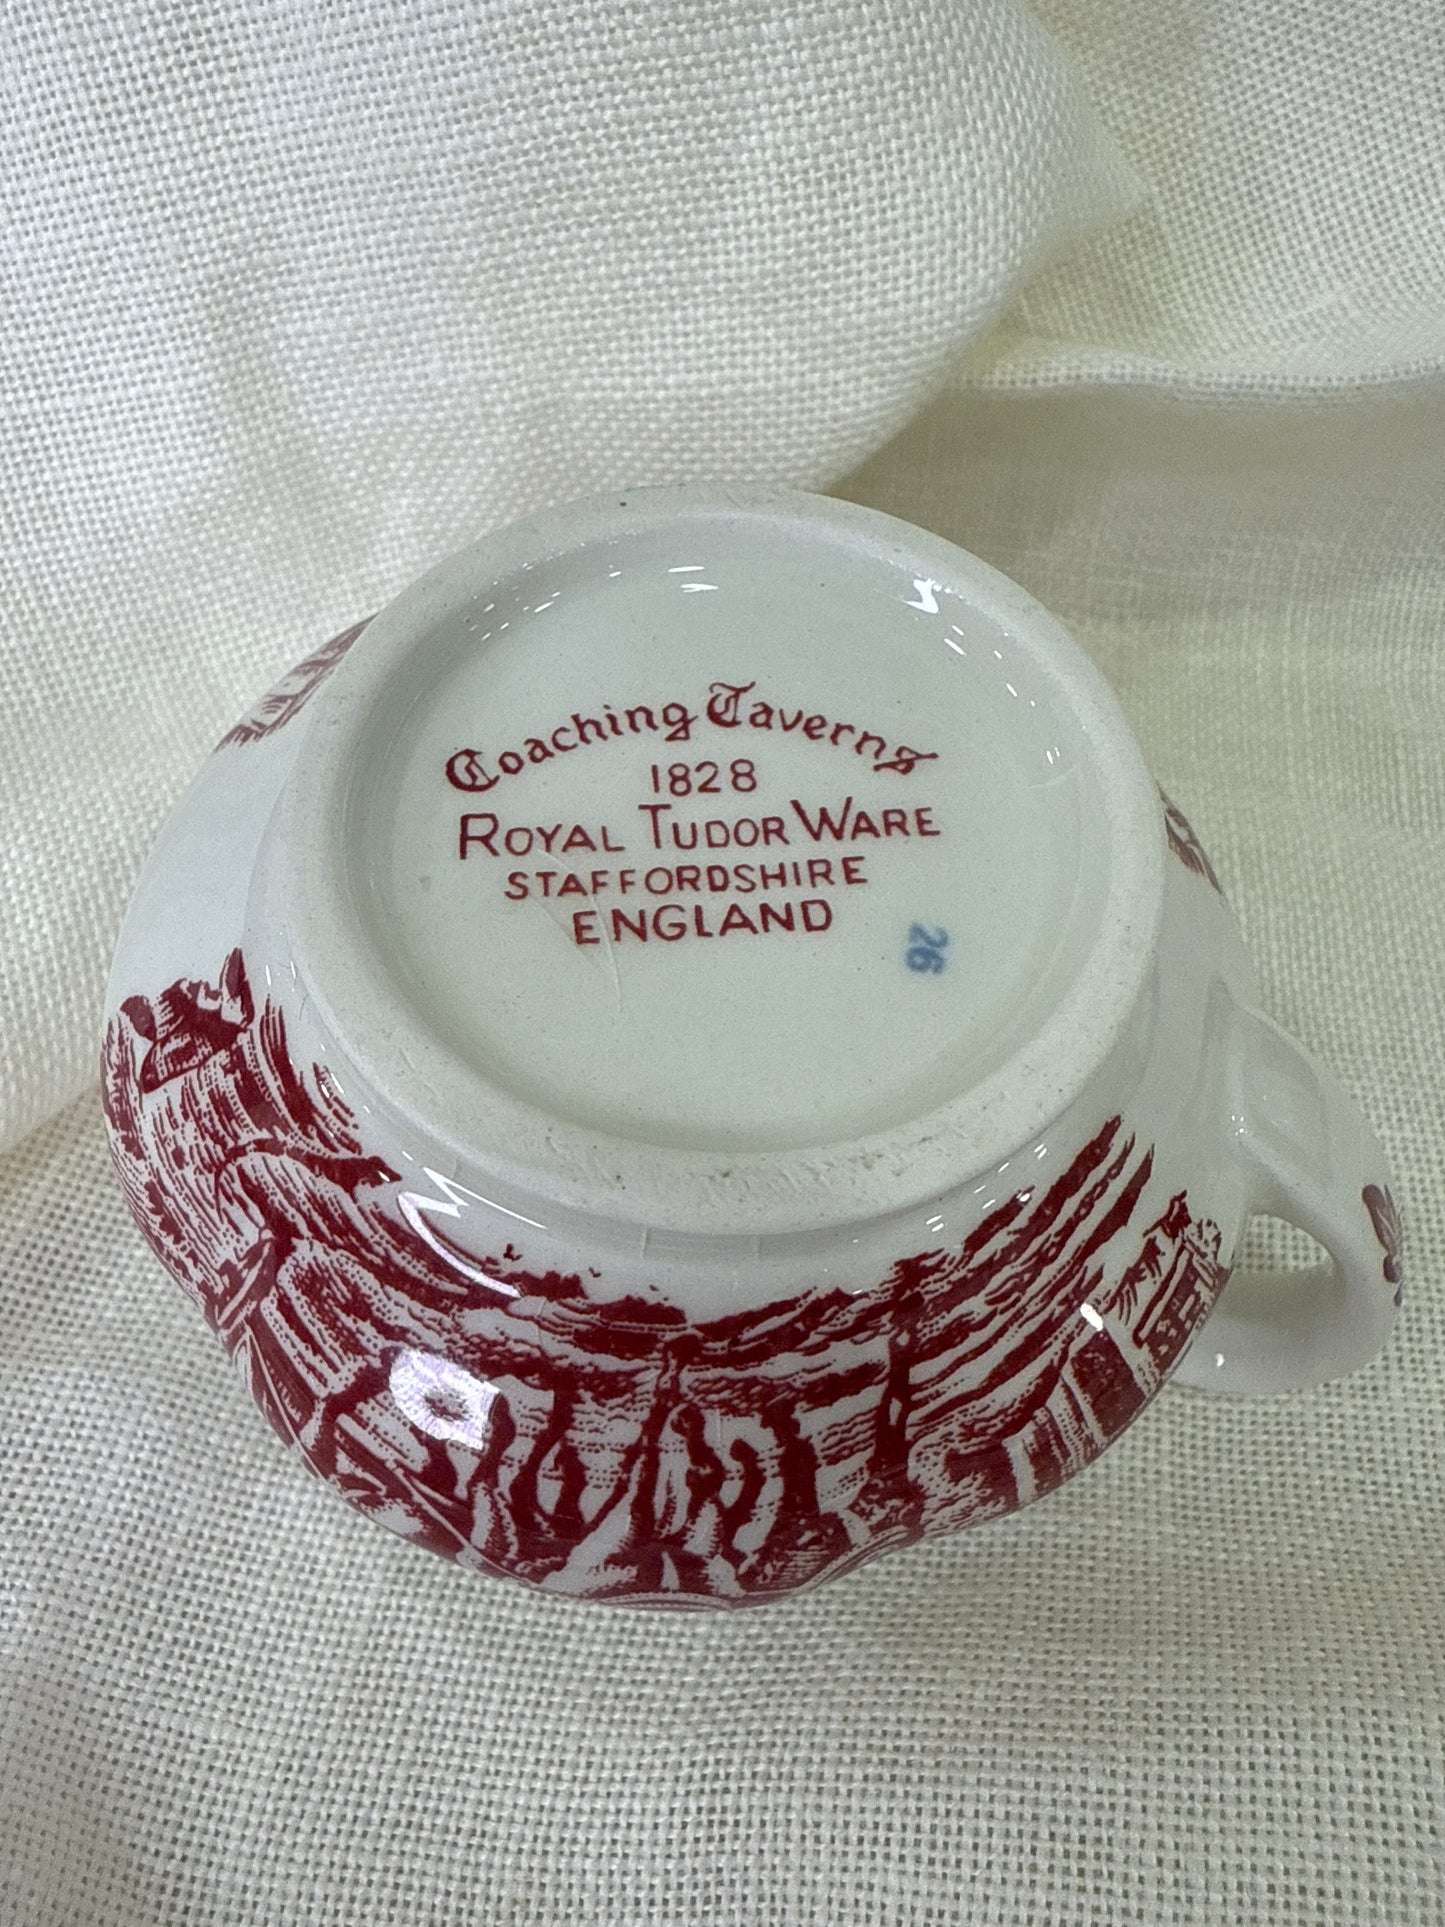 Coaching Taverns
1828
ROYAL TUDOR WARE
STAFFORDSHIRE
ENGLAND
26